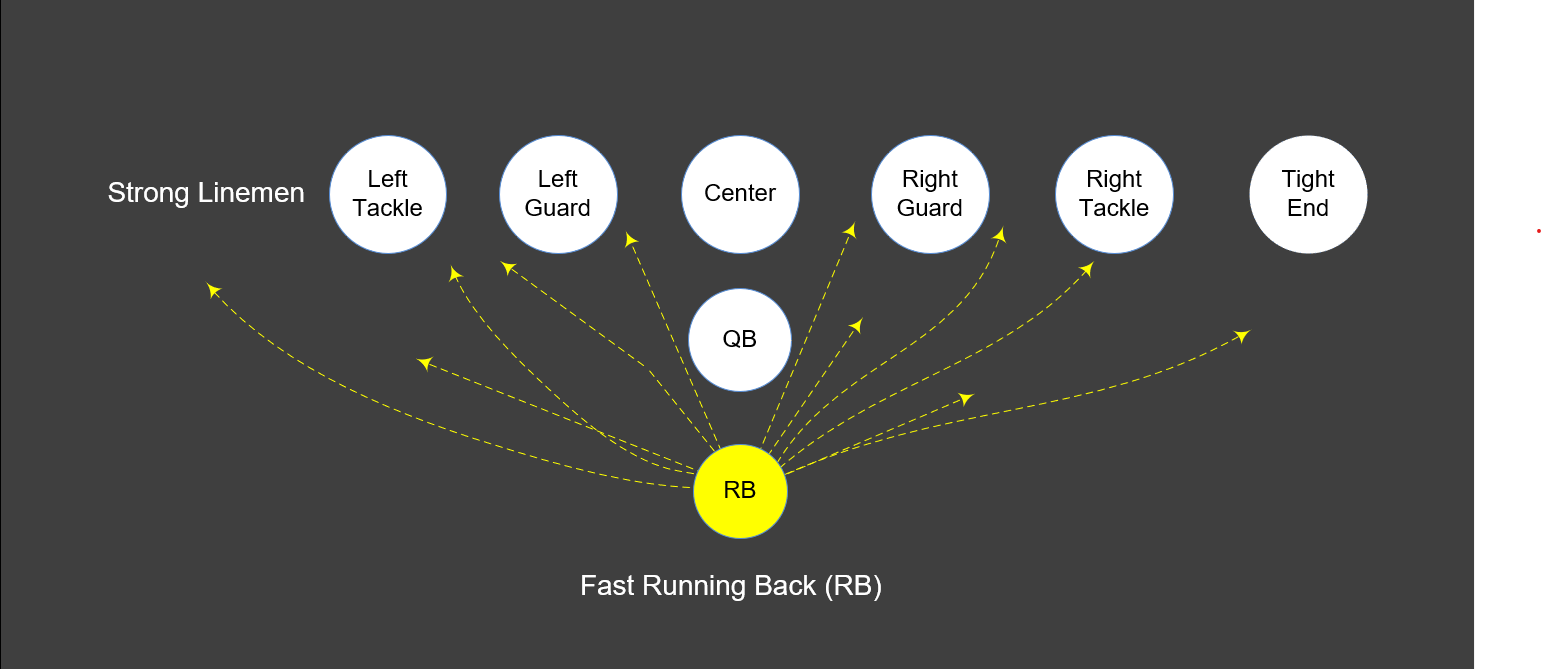 Strong Linemen
Left
Tackle
Left
Guard
Center
Right
Guard
Right
Tackle
Tight
End
QB
RB
Fast Running Back (RB)